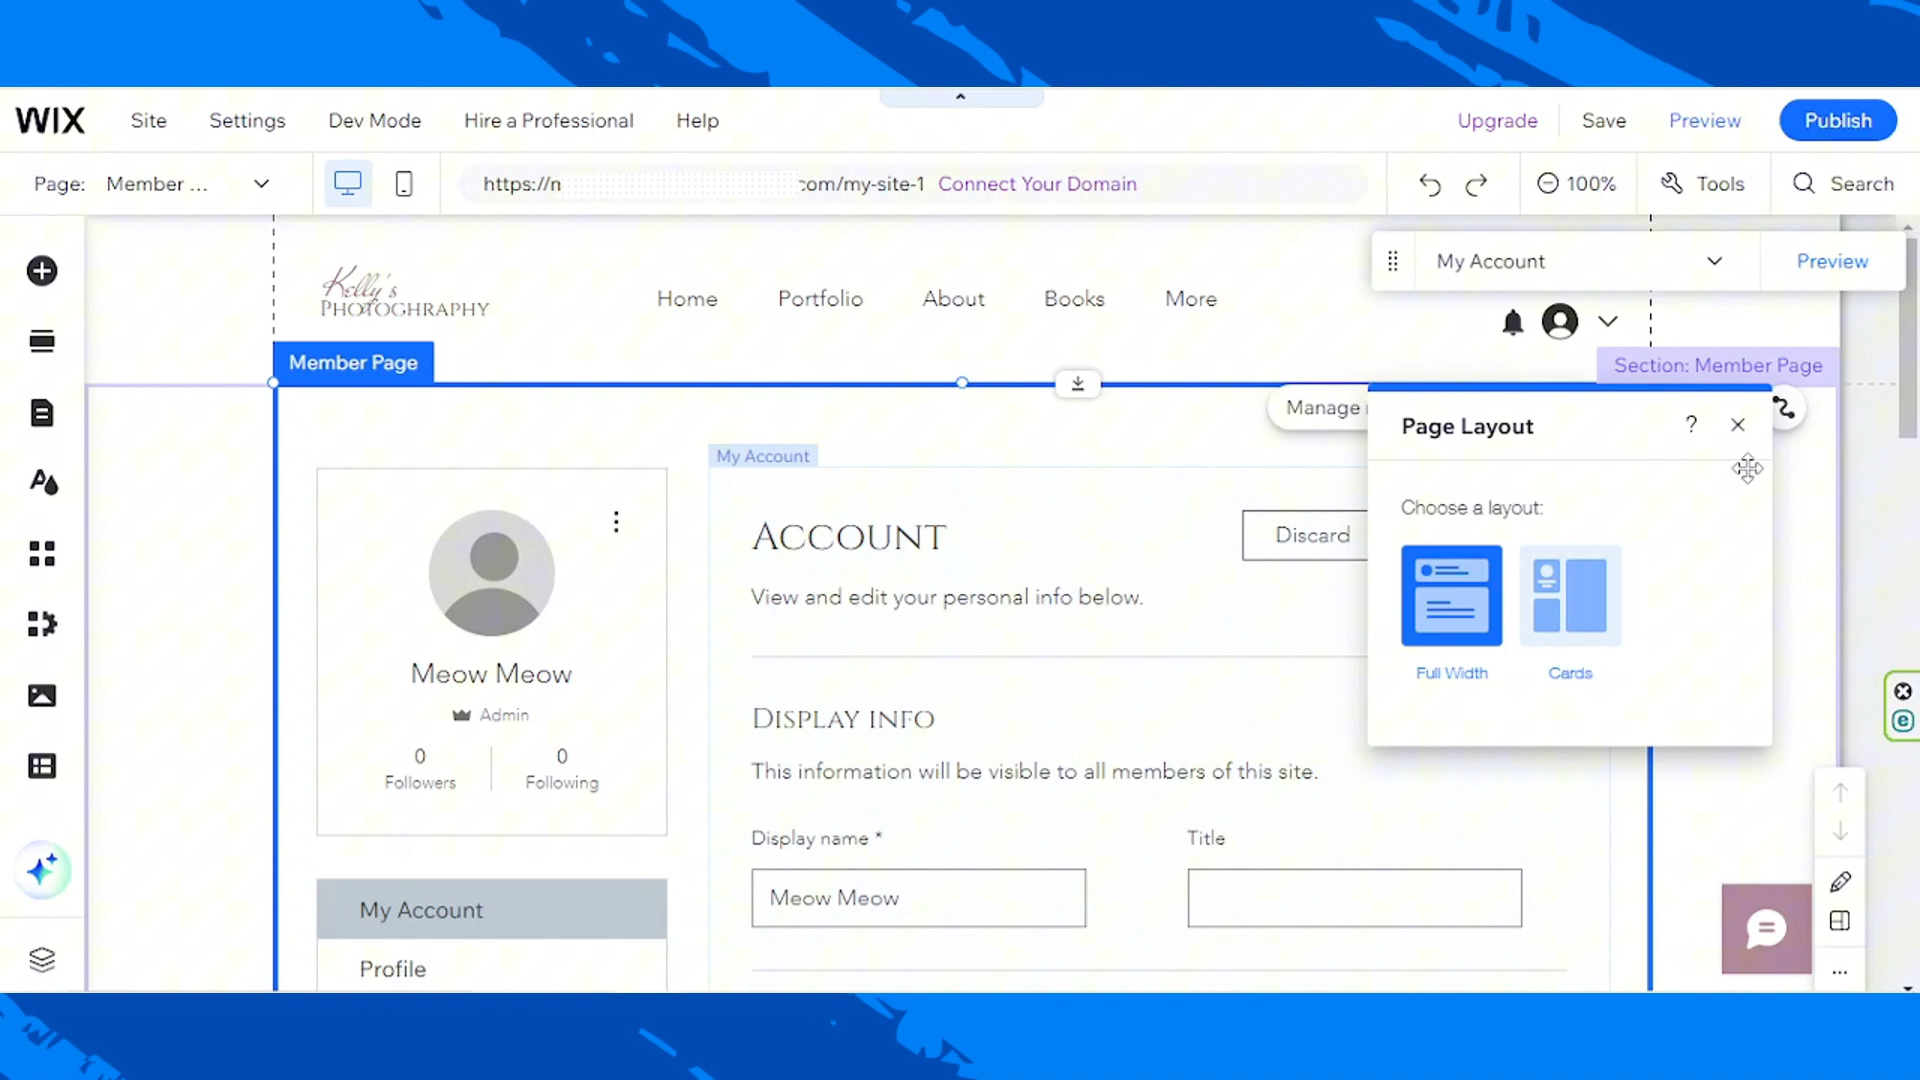 WIX Site Settings Dev Mode Hire a Professional Help Upgrade Save Preview Publish
Page: Member ... https://n com/my-site-1 Connect Your Domain 100% Tools Search
My Account Preview
Kelly's
PHOTOGHRAPHY
Home Portfolio About Books More
Member Page
Section: Member Page
Manage
Page Layout ?
My Account
Choose a layout:
ACCOUNT
Discard
View and edit your personal info below.
Full Width Cards
Meow Meow
Admin
0 0
Followers Following
DISPLAY INFO
This information will be visible to all members of this site.
Display name * Title
Meow Meow
My Account
Profile